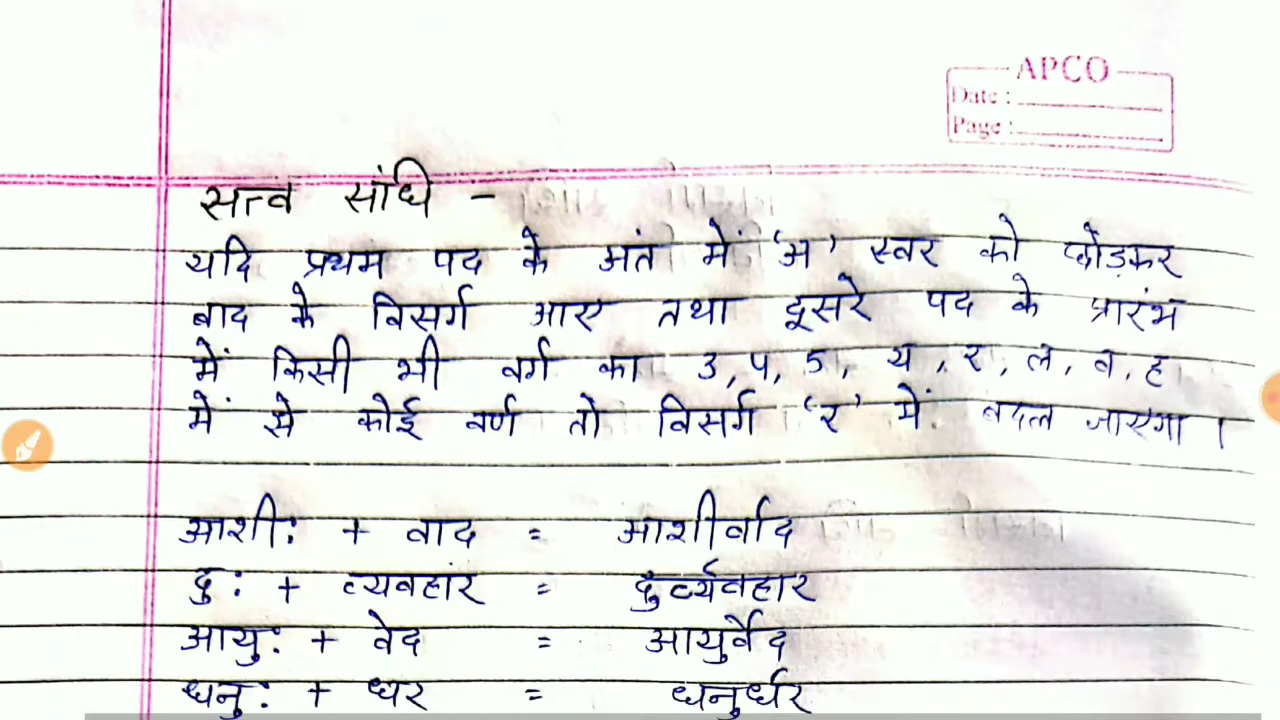 APCO
Date :
Page :
सत्व सांधि -
यदि प्रथम पद के अंत में 'अ' स्वर को छोड़कर
बाद के विसर्ग आए तथा दूसरे पद के प्रारंभ
में किसी भी वर्ग का 3, 4, 5, य, र, ल, व, ह
में से कोई वर्ण तो विसर्ग 'र' में बदल जाएगा ।
आशी: + वाद = आशीर्वाद
दु: + व्यवहार = दुर्व्यवहार
आयु: + वेद = आयुर्वेद
धनु: + धर = धनुर्धर